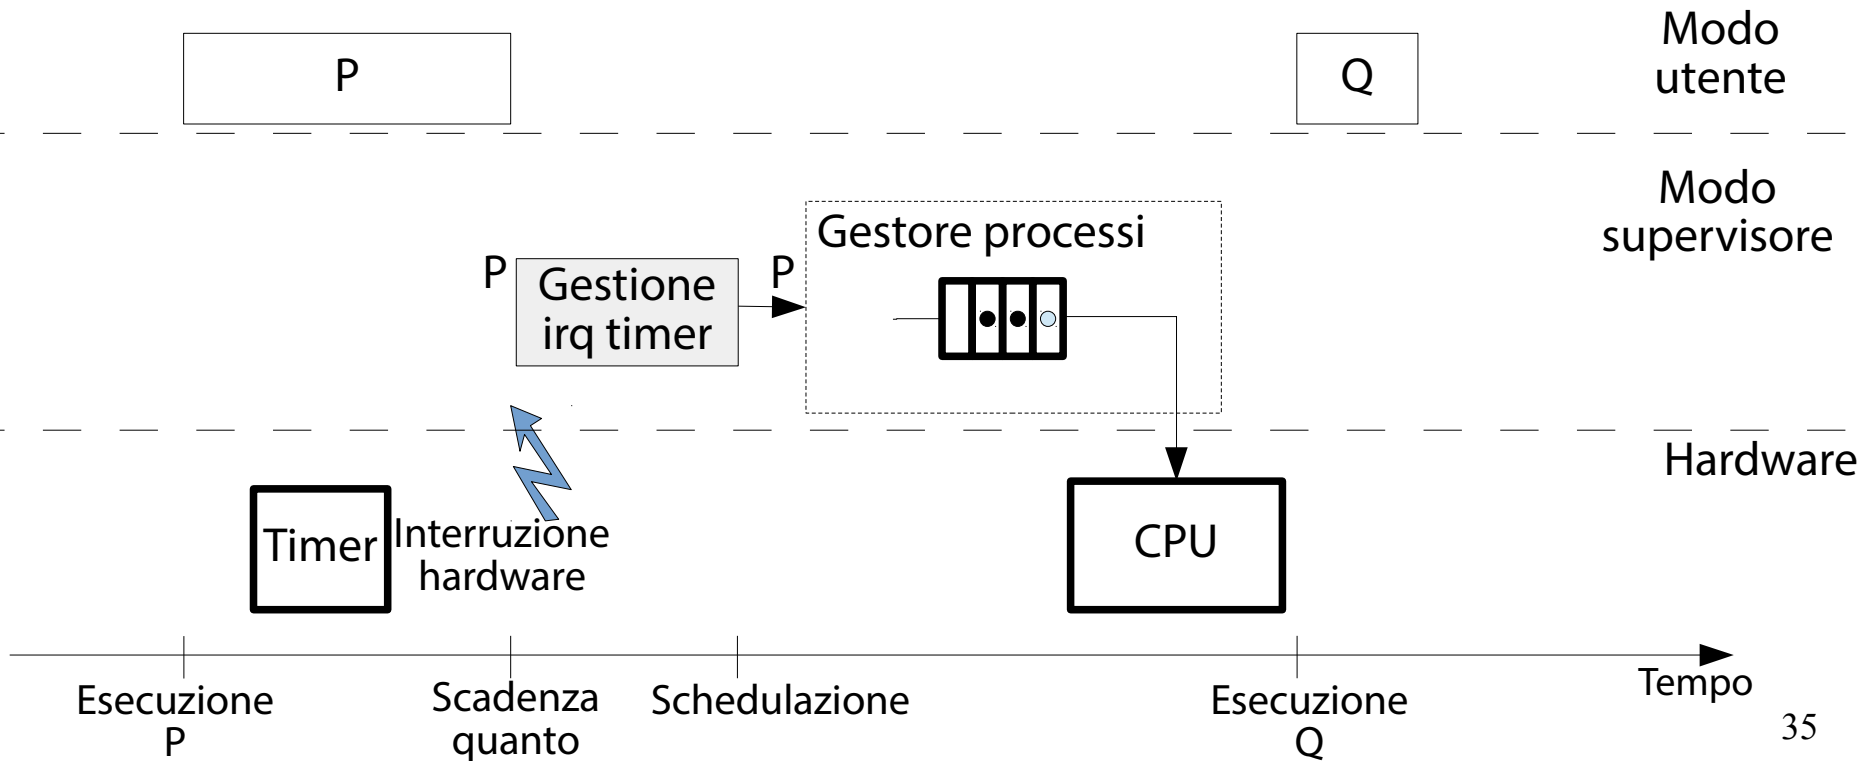 P
Q
Modo
utente
Modo
supervisore
Gestore processi
P
Gestione
irq timer
P
Hardware
Timer
Interruzione
hardware
CPU
Tempo
Esecuzione
P
Scadenza
quanto
Schedulazione
Esecuzione
Q
35